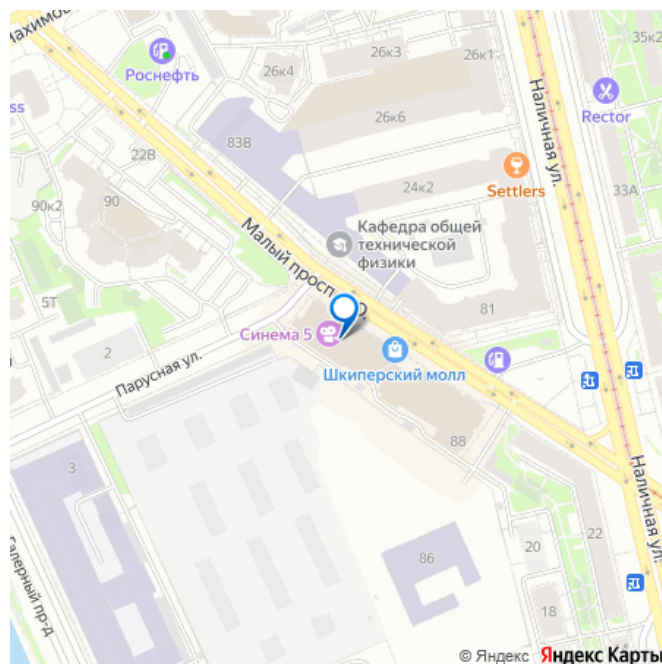 Нахимов
Роснефть
26к4
26к3
26к1
35к2
Rector
ss
83В
26к6
Наличная ул.
22В
24к2
Settlers
33А
90к2
90
Кафедра общей
технической
физики
Малый просп.
5Т
81
Синема 5
2
Парусная ул.
Шкиперский молл
88
3
Наличная ул.
22
20
86
18
Галерный пр-д
© Яндекс Яндекс Карты